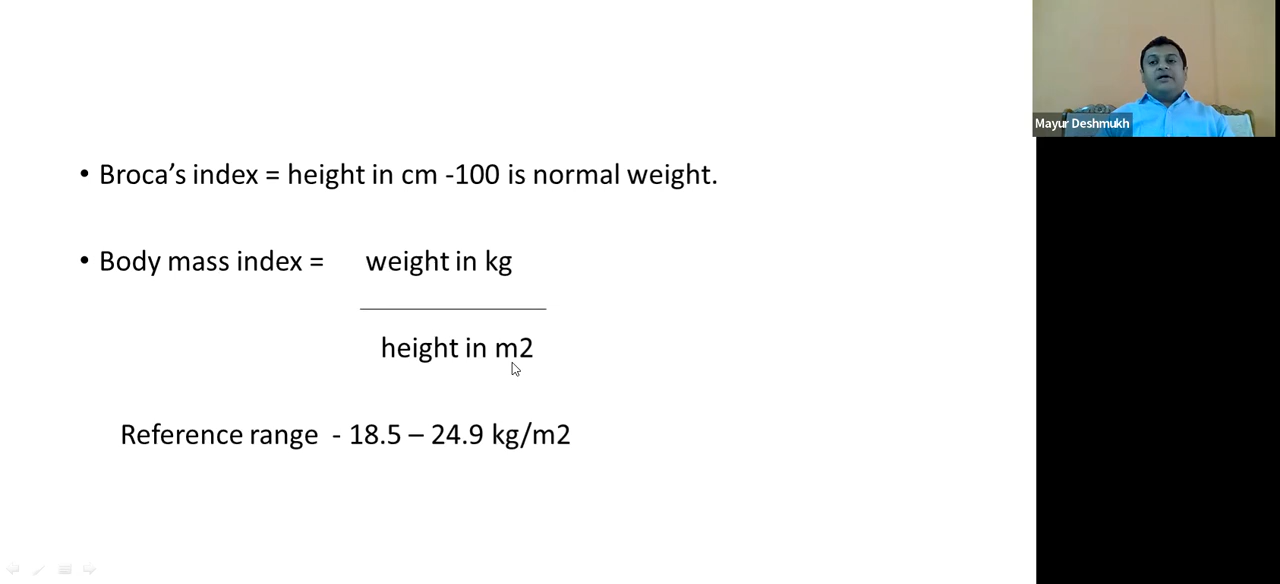 • Broca’s index = height in cm -100 is normal weight.
• Body mass index = weight in kg
height in m2
Reference range - 18.5 – 24.9 kg/m2
Mayur Deshmukh